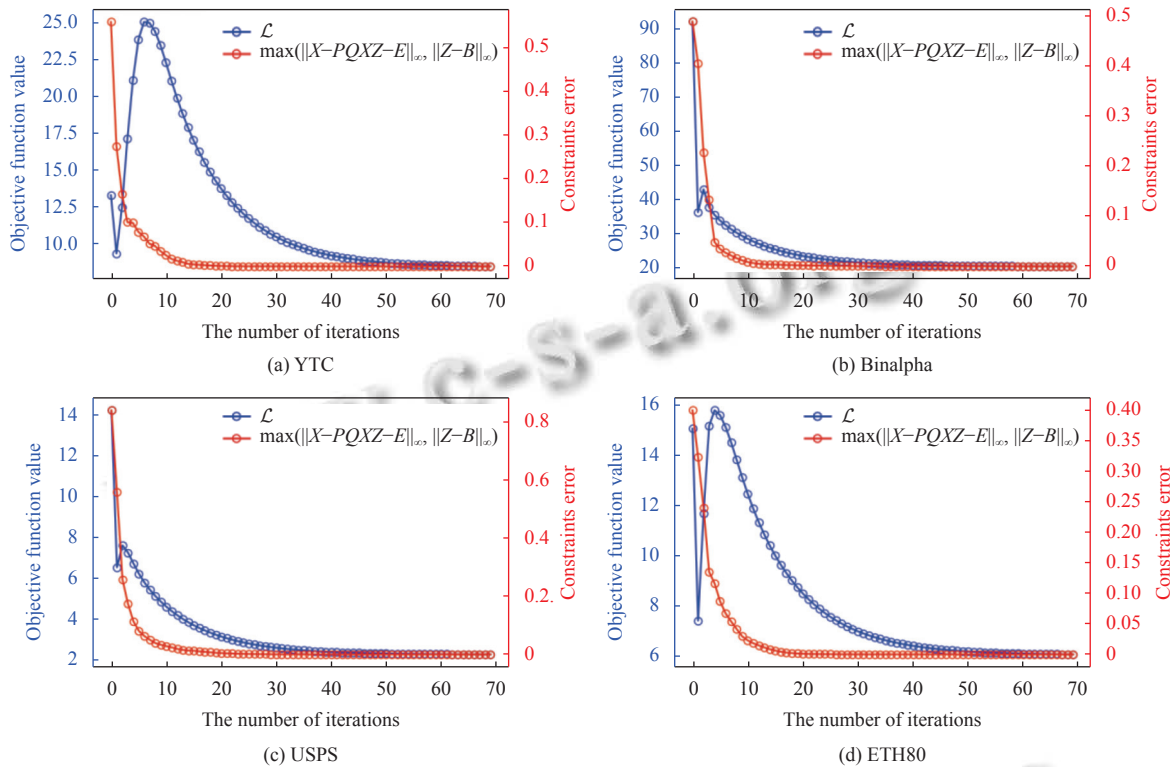 25.0
22.5
20.0
17.5
15.0
12.5
10.0
Objective function value
0.5
0.4
0.3
0.2
0.1
0
Constraints error
ℒ
max(||X−PQXZ−E||∞, ||Z−B||∞)
0 10 20 30 40 50 60 70
The number of iterations
(a) YTC
90
80
70
60
50
40
30
20
Objective function value
0.5
0.4
0.3
0.2
0.1
0
Constraints error
ℒ
max(||X−PQXZ−E||∞, ||Z−B||∞)
0 10 20 30 40 50 60 70
The number of iterations
(b) Binalpha
14
12
10
8
6
4
2
Objective function value
0.8
0.6
0.4
0.2
0
Constraints error
ℒ
max(||X−PQXZ−E||∞, ||Z−B||∞)
0 10 20 30 40 50 60 70
The number of iterations
(c) USPS
16
14
12
10
8
6
Objective function value
0.40
0.35
0.30
0.25
0.20
0.15
0.10
0.05
0
Constraints error
ℒ
max(||X−PQXZ−E||∞, ||Z−B||∞)
0 10 20 30 40 50 60 70
The number of iterations
(d) ETH80